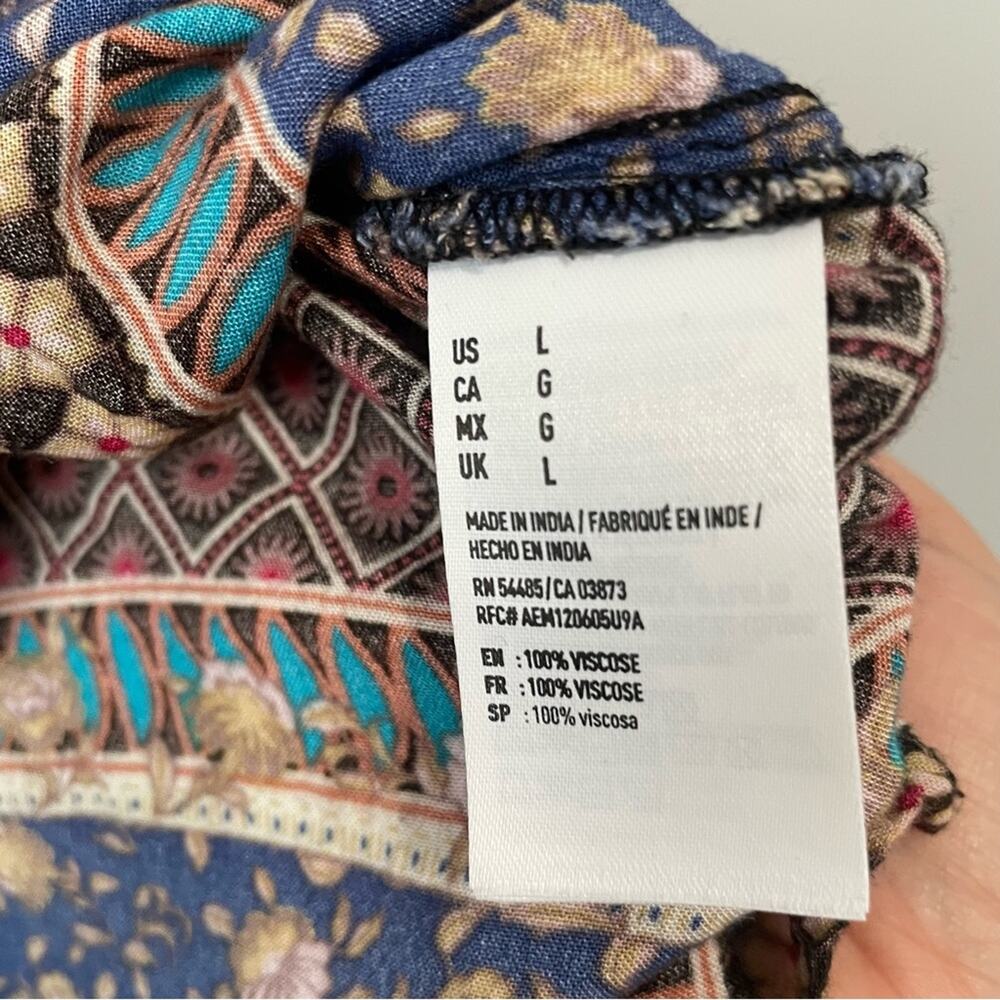 US L
CA G
MX G
UK L
MADE IN INDIA / FABRIQUÉ EN INDE /
HECHO EN INDIA
RN 54485/CA 03873
RFC# AEM120605U9A
EN : 100% VISCOSE
FR : 100% VISCOSE
SP : 100% viscosa